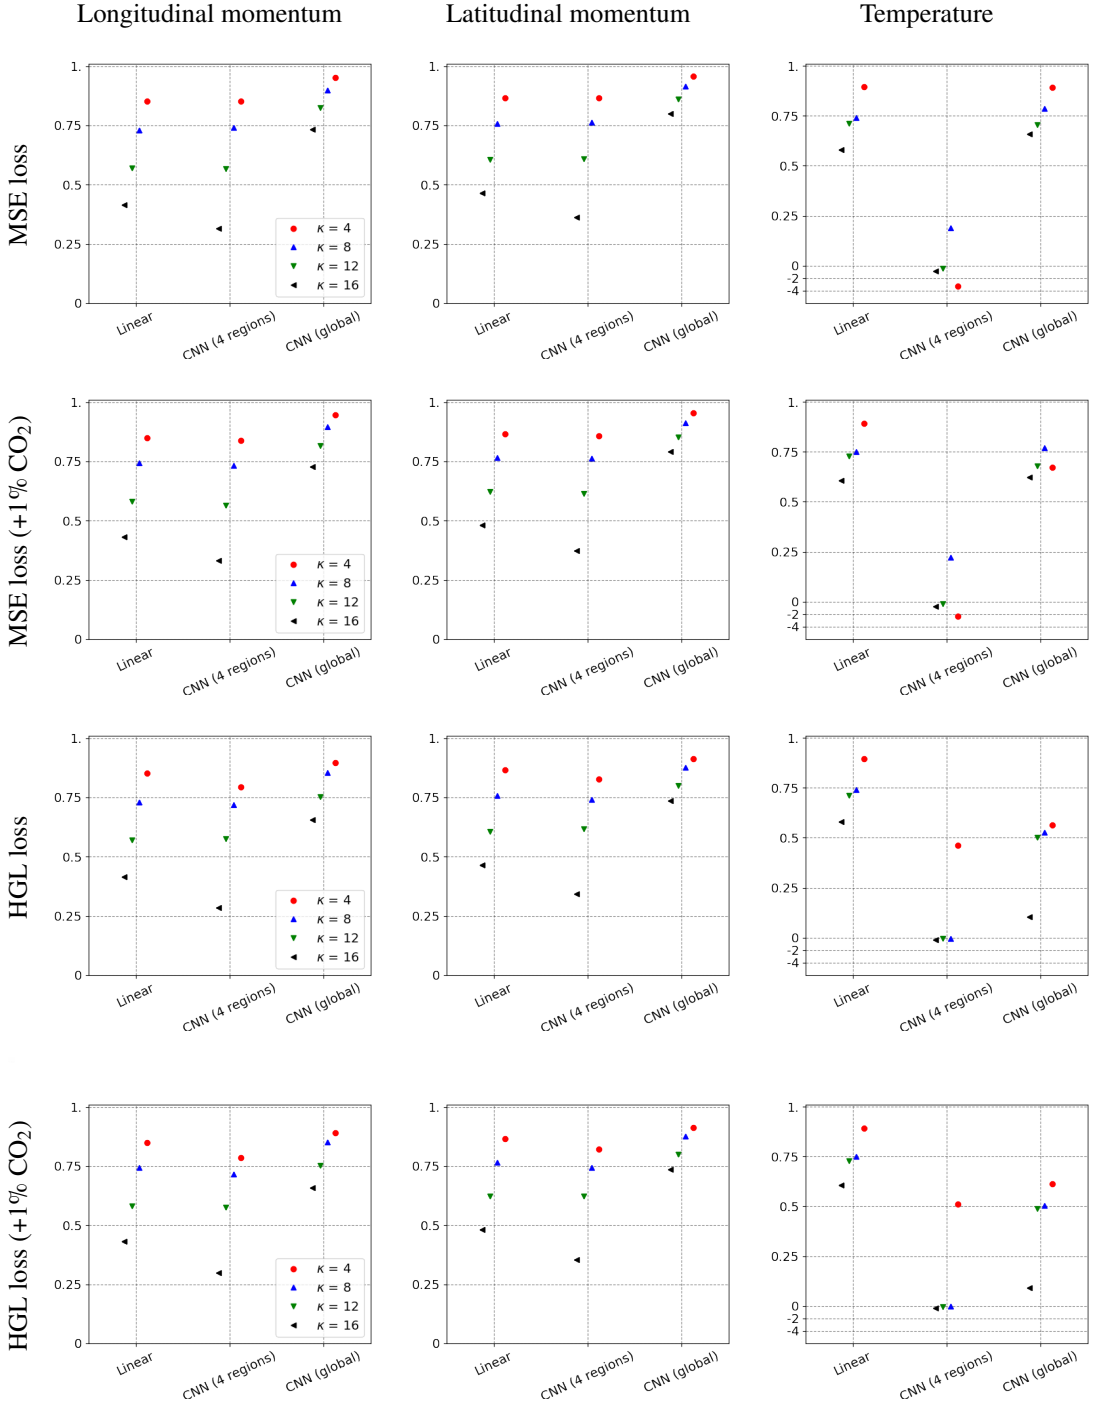 Longitudinal momentum Latitudinal momentum Temperature
MSE loss
1.
0.75
0.5
0.25
0
κ = 4
κ = 8
κ = 12
κ = 16
Linear
CNN (4 regions)
CNN (global)
1.
0.75
0.5
0.25
0
Linear
CNN (4 regions)
CNN (global)
1.
0.75
0.5
0.25
0
-2
-4
Linear
CNN (4 regions)
CNN (global)
MSE loss (+1% CO₂)
1.
0.75
0.5
0.25
0
κ = 4
κ = 8
κ = 12
κ = 16
Linear
CNN (4 regions)
CNN (global)
1.
0.75
0.5
0.25
0
Linear
CNN (4 regions)
CNN (global)
1.
0.75
0.5
0.25
0
-2
-4
Linear
CNN (4 regions)
CNN (global)
HGL loss
1.
0.75
0.5
0.25
0
κ = 4
κ = 8
κ = 12
κ = 16
Linear
CNN (4 regions)
CNN (global)
1.
0.75
0.5
0.25
0
Linear
CNN (4 regions)
CNN (global)
1.
0.75
0.5
0.25
0
-2
-4
Linear
CNN (4 regions)
CNN (global)
HGL loss (+1% CO₂)
1.
0.75
0.5
0.25
0
κ = 4
κ = 8
κ = 12
κ = 16
Linear
CNN (4 regions)
CNN (global)
1.
0.75
0.5
0.25
0
Linear
CNN (4 regions)
CNN (global)
1.
0.75
0.5
0.25
0
-2
-4
Linear
CNN (4 regions)
CNN (global)